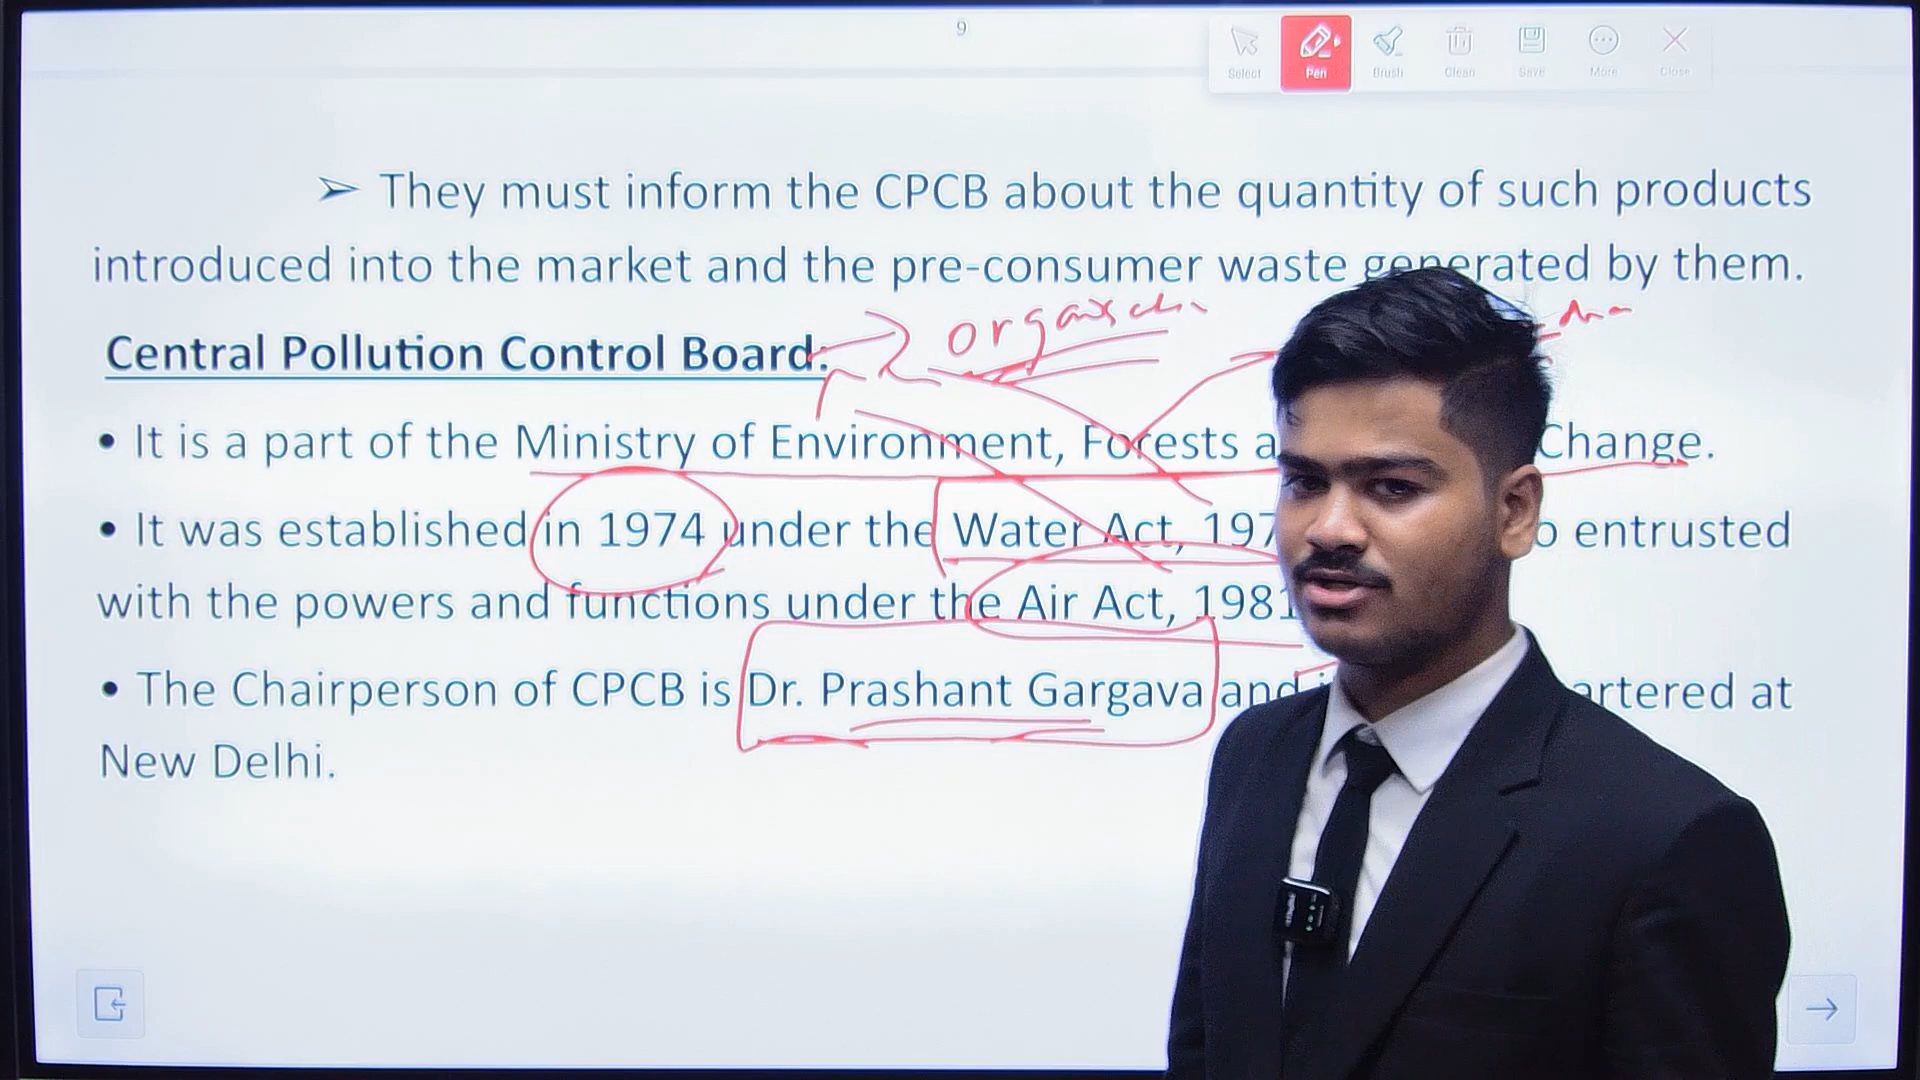 9
Select Pen Brush Clean Save More Close
➢ They must inform the CPCB about the quantity of such products
introduced into the market and the pre-consumer waste generated by them.
Central Pollution Control Board:
• It is a part of the Ministry of Environment, Forests a Change.
• It was established in 1974 under the Water Act, 197 o entrusted
with the powers and functions under the Air Act, 1981
• The Chairperson of CPCB is Dr. Prashant Gargava and artered at
New Delhi.